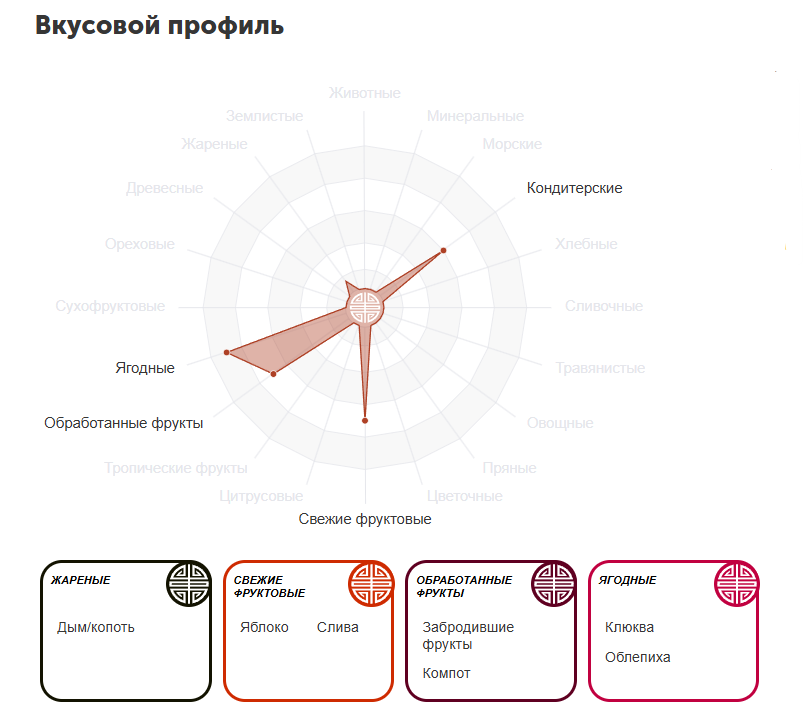 Вкусовой профиль
Животные
Землистые
Минеральные
Жареные
Морские
Древесные
Кондитерские
Ореховые
Хлебные
Сухофруктовые
Сливочные
Ягодные
Травянистые
Обработанные фрукты
Овощные
Тропические фрукты
Пряные
Цитрусовые
Цветочные
Свежие фруктовые
ЖАРЕНЫЕ
Дым/копоть
СВЕЖИЕ
ФРУКТОВЫЕ
Яблоко Слива
ОБРАБОТАННЫЕ
ФРУКТЫ
Забродившие
фрукты
Компот
ЯГОДНЫЕ
Клюква
Облепиха